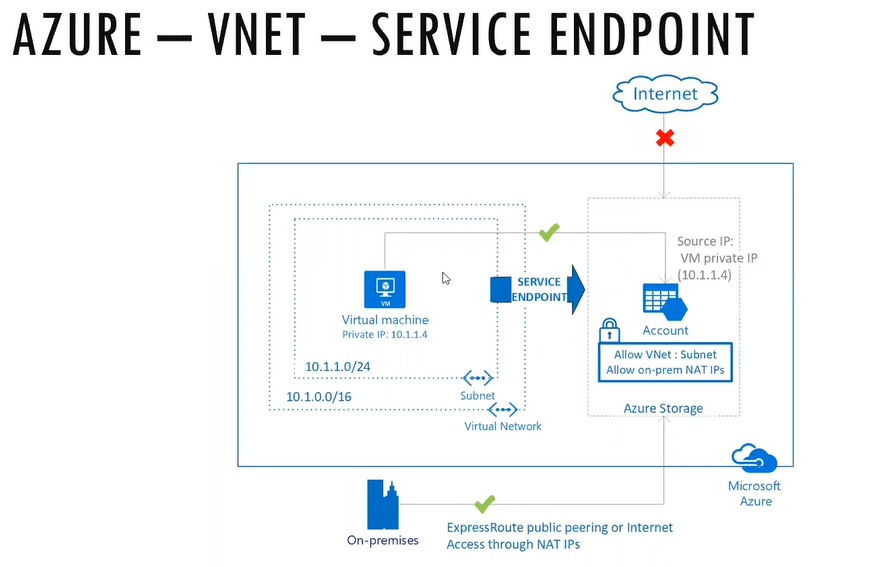 AZURE – VNET – SERVICE ENDPOINT
Internet
Source IP:
VM private IP
(10.1.1.4)
SERVICE
ENDPOINT
VM
Virtual machine
Private IP: 10.1.1.4
Account
Allow VNet : Subnet
Allow on-prem NAT IPs
10.1.1.0/24
Subnet
10.1.0.0/16
Azure Storage
Virtual Network
Microsoft
Azure
On-premises
ExpressRoute public peering or Internet
Access through NAT IPs